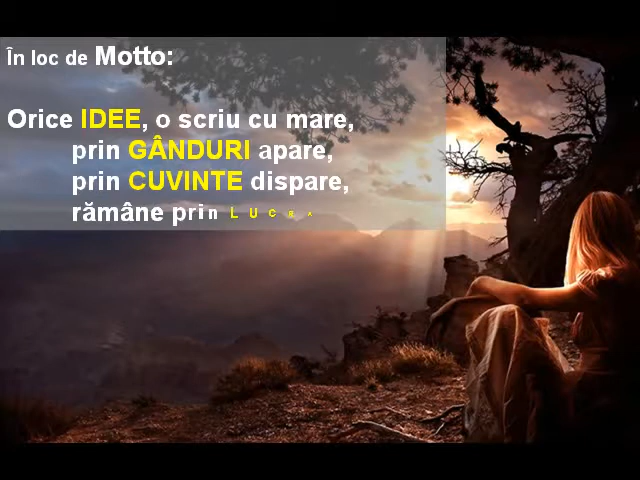 În loc de Motto:
Orice IDEE, o scriu cu mare,
prin GÂNDURI apare,
prin CUVINTE dispare,
rămâne prin